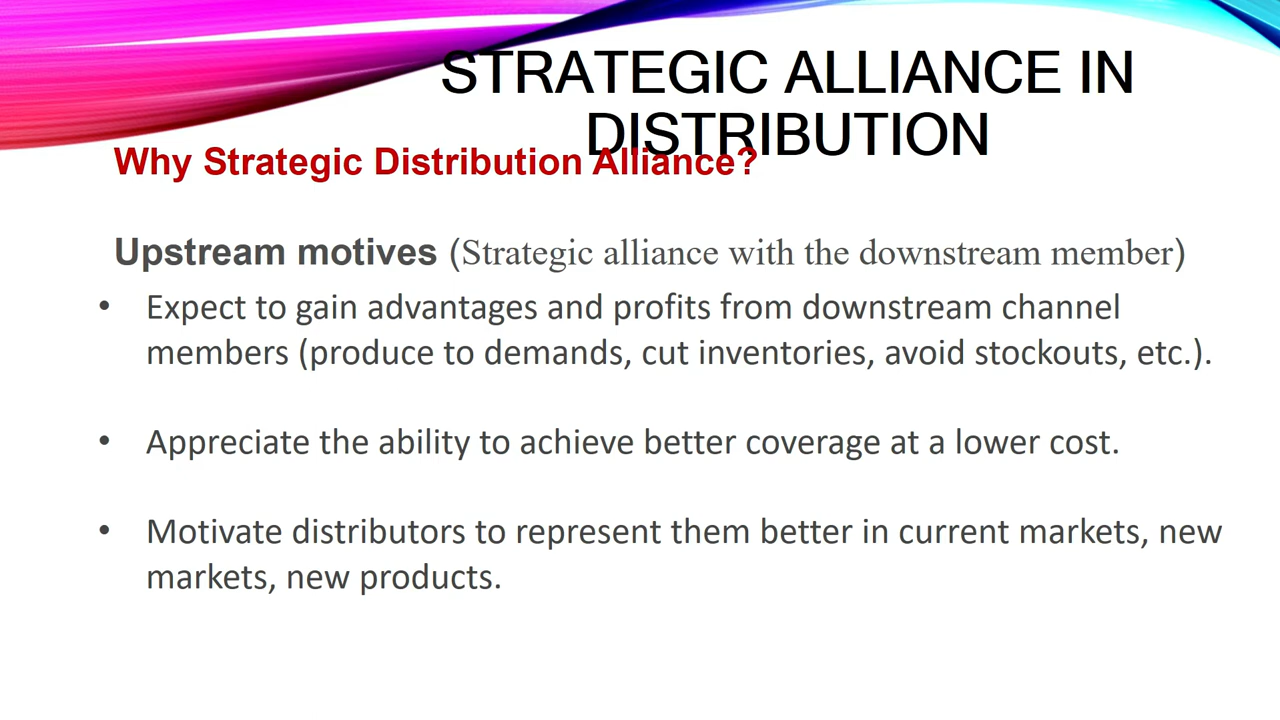 STRATEGIC ALLIANCE IN
DISTRIBUTION
Why Strategic Distribution Alliance?
Upstream motives (Strategic alliance with the downstream member)
• Expect to gain advantages and profits from downstream channel
members (produce to demands, cut inventories, avoid stockouts, etc.).
• Appreciate the ability to achieve better coverage at a lower cost.
• Motivate distributors to represent them better in current markets, new
markets, new products.